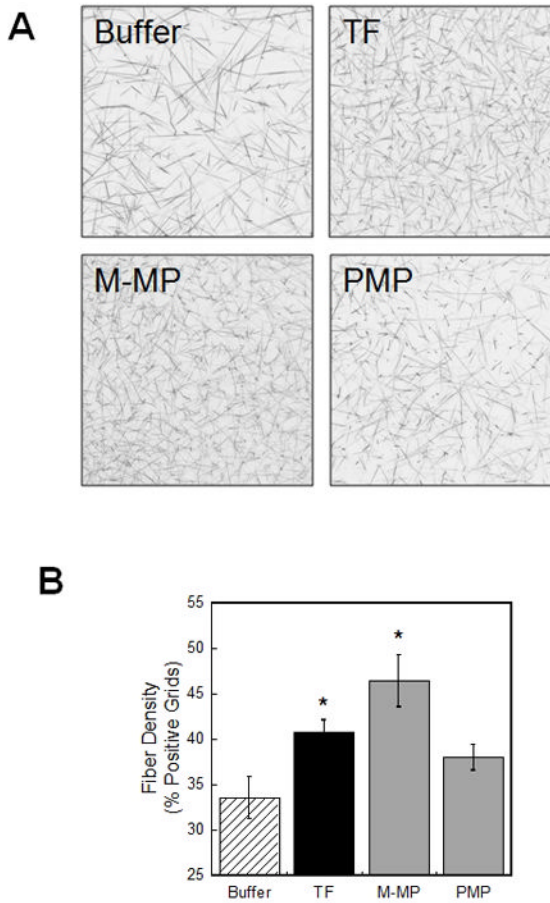 A
Buffer
TF
M-MP
PMP
B
Fiber Density
(% Positive Grids)
55
50
45
40
35
30
25
*
*
Buffer
TF
M-MP
PMP